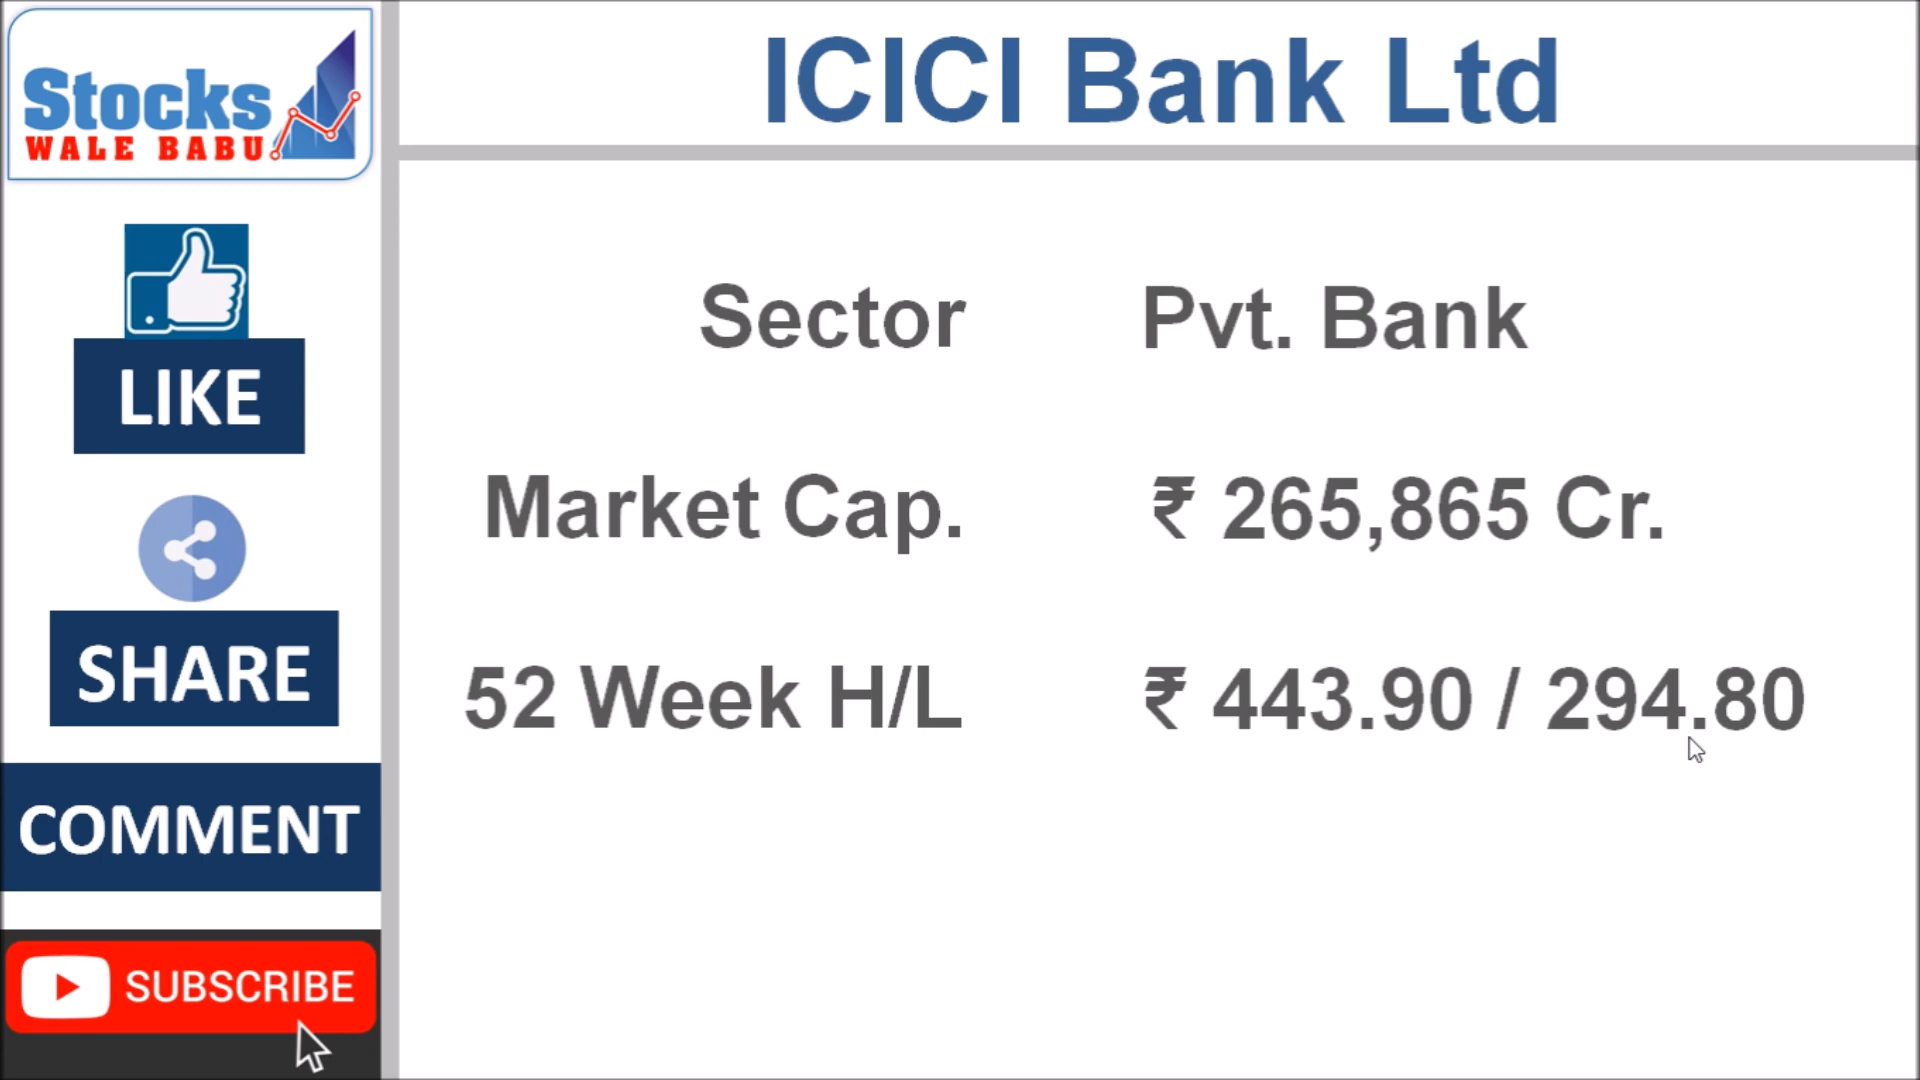 Stocks
WALE BABU
LIKE
SHARE
COMMENT
SUBSCRIBE
ICICI Bank Ltd
Sector Pvt. Bank
Market Cap. ₹ 265,865 Cr.
52 Week H/L ₹ 443.90 / 294.80